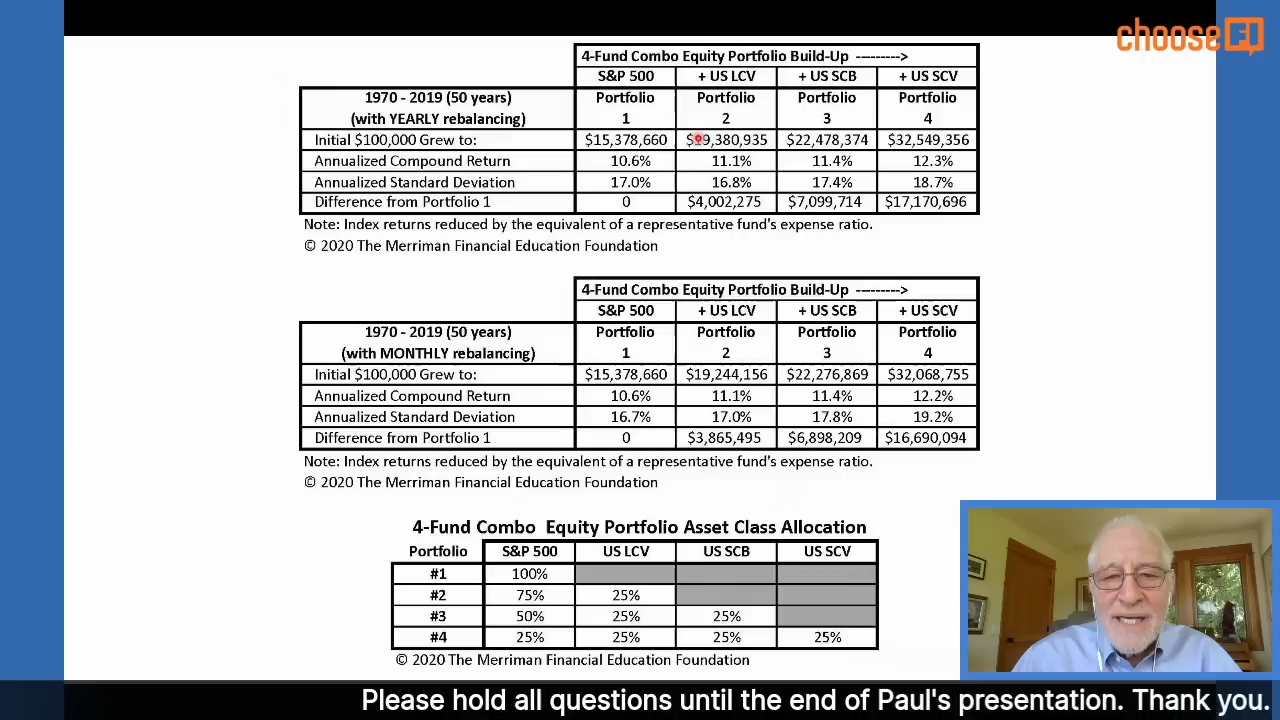 choose FI
4-Fund Combo Equity Portfolio Build-Up --------->
S&P 500 + US LCV + US SCB + US SCV
1970 - 2019 (50 years) Portfolio Portfolio Portfolio Portfolio
(with YEARLY rebalancing) 1 2 3 4
Initial $100,000 Grew to: $15,378,660 $ 9,380,935 $22,478,374 $32,549,356
Annualized Compound Return 10.6% 11.1% 11.4% 12.3%
Annualized Standard Deviation 17.0% 16.8% 17.4% 18.7%
Difference from Portfolio 1 0 $4,002,275 $7,099,714 $17,170,696
Note: Index returns reduced by the equivalent of a representative fund's expense ratio.
© 2020 The Merriman Financial Education Foundation
4-Fund Combo Equity Portfolio Build-Up --------->
S&P 500 + US LCV + US SCB + US SCV
1970 - 2019 (50 years) Portfolio Portfolio Portfolio Portfolio
(with MONTHLY rebalancing) 1 2 3 4
Initial $100,000 Grew to: $15,378,660 $19,244,156 $22,276,869 $32,068,755
Annualized Compound Return 10.6% 11.1% 11.4% 12.2%
Annualized Standard Deviation 16.7% 17.0% 17.8% 19.2%
Difference from Portfolio 1 0 $3,865,495 $6,898,209 $16,690,094
Note: Index returns reduced by the equivalent of a representative fund's expense ratio.
© 2020 The Merriman Financial Education Foundation
4-Fund Combo Equity Portfolio Asset Class Allocation
Portfolio S&P 500 US LCV US SCB US SCV
#1 100%
#2 75% 25%
#3 50% 25% 25%
#4 25% 25% 25% 25%
© 2020 The Merriman Financial Education Foundation
Please hold all questions until the end of Paul's presentation. Thank you.